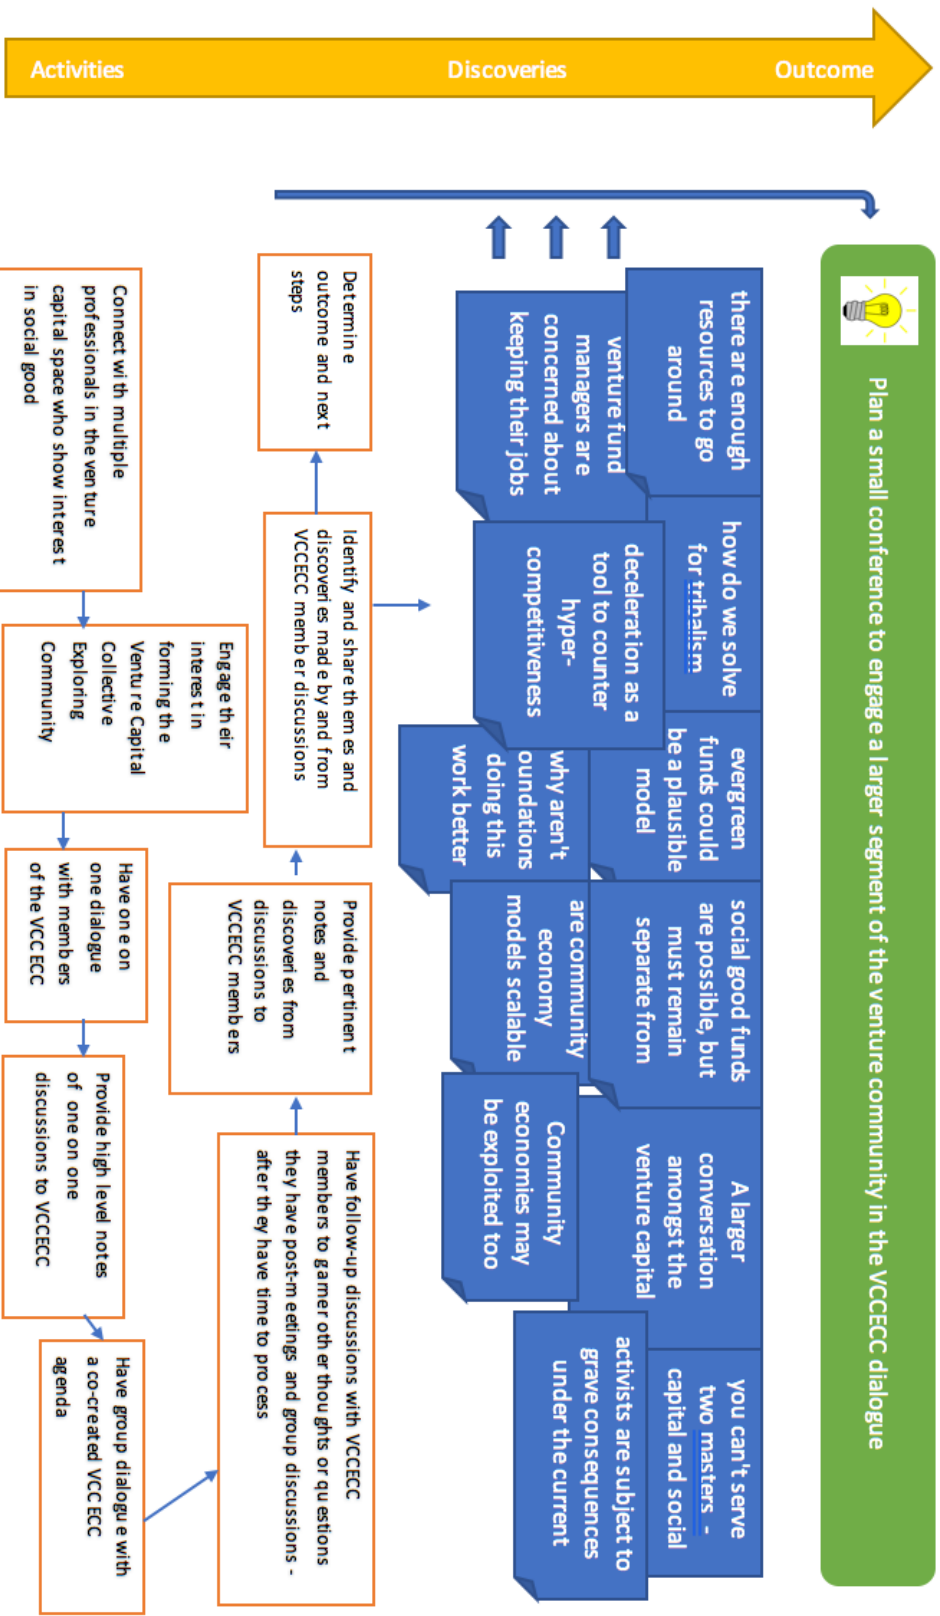 Outcome
Discoveries
Activities
Plan a small conference to engage a larger segment of the venture community in the VCCECC dialogue
there are enough
resources to go
around
how do we solve
for tribalism
evergreen
funds could
be a plausible
model
social good funds
are possible, but
must remain
separate from
A larger
conversation
amongst the
venture capital
you can't serve
two masters -
capital and social
venture fund
managers are
concerned about
keeping their jobs
deceleration as a
tool to counter
hyper-
competitiveness
why aren't
oundations
doing this
work better
are community
economy
models scalable
Community
economies may
be exploited too
activists are subject to
grave consequences
under the current
Determine
outcome and next
steps
Identify and share themes and
discoveries made by and from
VCCECC member discussions
Provide pertinent
notes and
discoveries from
discussions to
VCCECC members
Have follow-up discussions with VCCECC
members to garner other thoughts or questions
they have post-meetings and group discussions -
after they have time to process
Connect with multiple
professionals in the venture
capital space who show interest
in social good
Engage their
interest in
forming the
Venture Capital
Collective
Exploring
Community
Have one on
one dialogue
with members
of the VCCECC
Provide high level notes
of one on one
discussions to VCCECC
Have group dialogue with
a co-created VCCECC
agenda